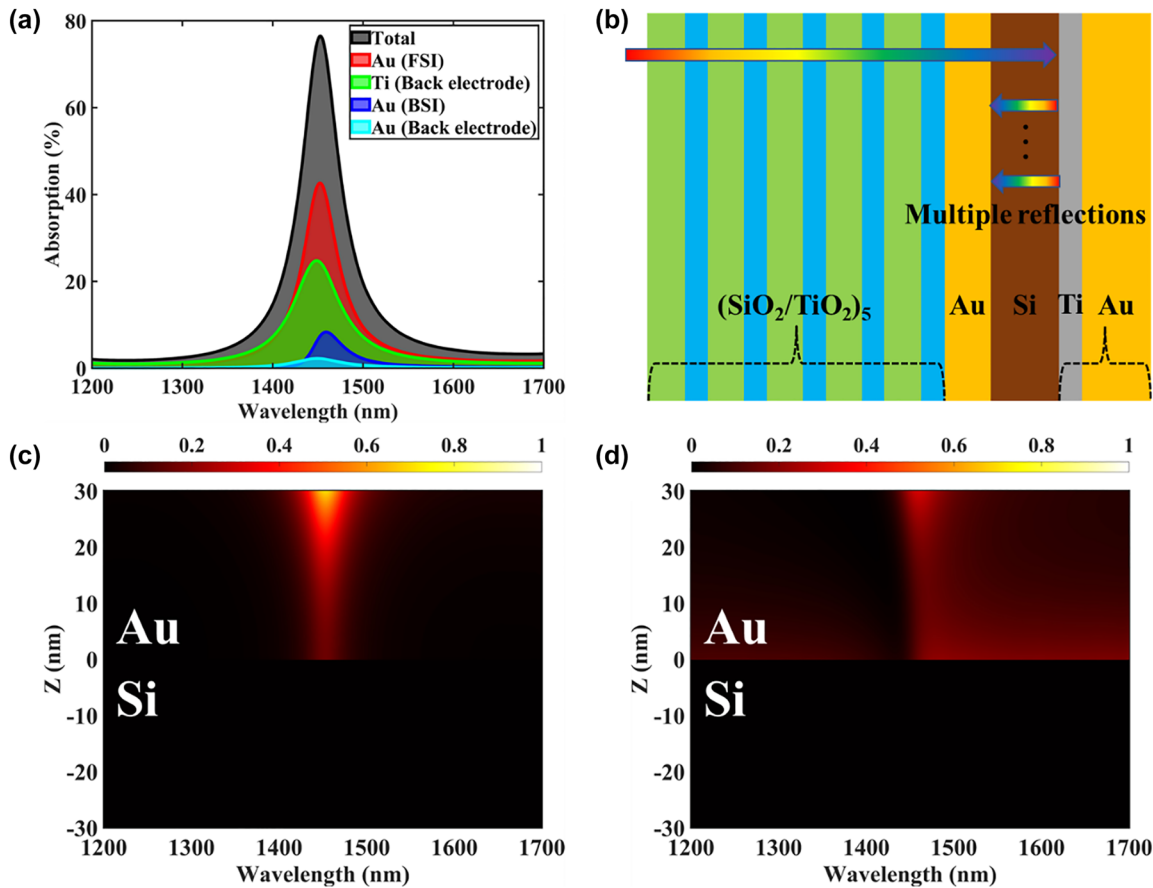 (a)
80
60
40
20
0
Absorption (%)
1200 1300 1400 1500 1600 1700
Wavelength (nm)
Total
Au (FSI)
Ti (Back electrode)
Au (BSI)
Au (Back electrode)
(b)
Multiple reflections
(SiO₂/TiO₂)₅
Au
Si
Ti
Au
(c)
0 0.2 0.4 0.6 0.8 1
30
20
10
0
-10
-20
-30
Z (nm)
Au
Si
1200 1300 1400 1500 1600 1700
Wavelength (nm)
(d)
0 0.2 0.4 0.6 0.8 1
30
20
10
0
-10
-20
-30
Z (nm)
Au
Si
1200 1300 1400 1500 1600 1700
Wavelength (nm)